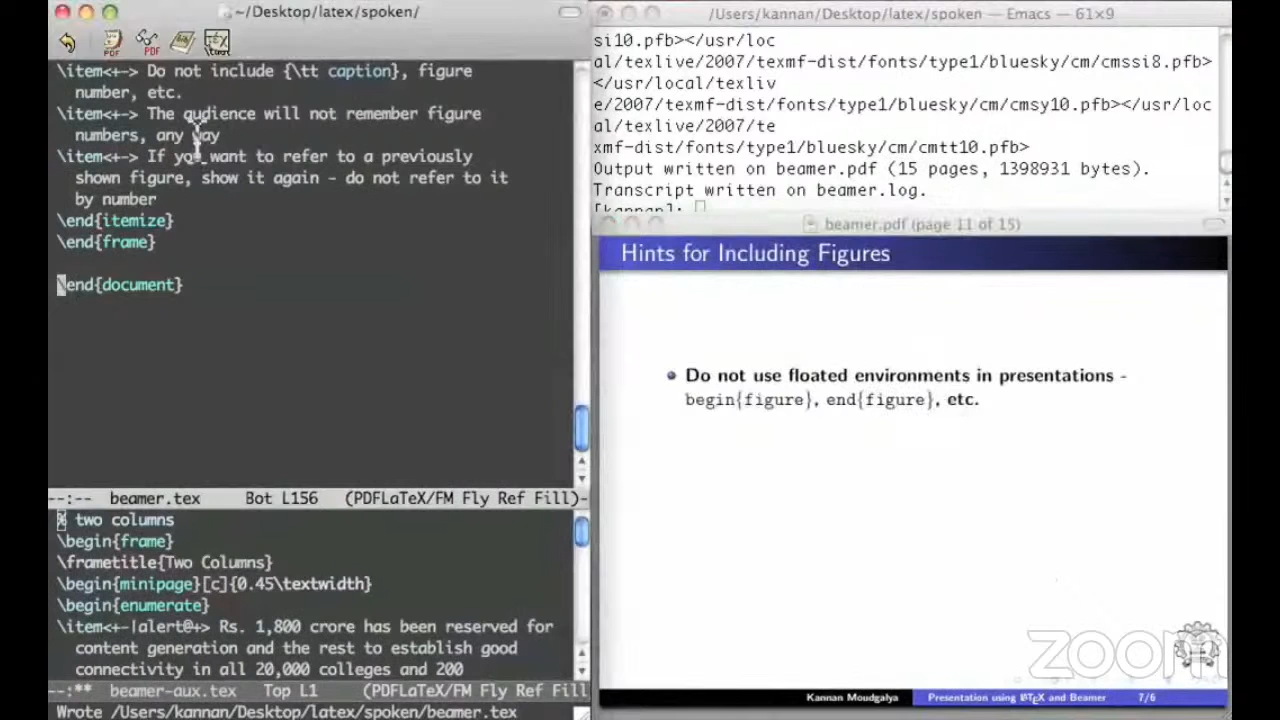 ~/Desktop/latex/spoken/
\item<+-> Do not include {\tt caption}, figure
number, etc.
\item<+-> The audience will not remember figure
numbers, any way
\item<+-> If you want to refer to a previously
shown figure, show it again - do not refer to it
by number
\end{itemize}
\end{frame}
\end{document}
--:-- beamer.tex Bot L156 (PDFLaTeX/FM Fly Ref Fill)-
% two columns
\begin{frame}
\frametitle{Two Columns}
\begin{minipage}[c]{0.45\textwidth}
\begin{enumerate}
\item<+-|alert@+> Rs. 1,800 crore has been reserved for
content generation and the rest to establish good
connectivity in all 20,000 colleges and 200
--:** beamer-aux.tex Top L1 (PDFLaTeX/FM Fly Ref Fill
Wrote /Users/kannan/Desktop/latex/spoken/beamer.tex
/Users/kannan/Desktop/latex/spoken — Emacs — 61×9
si10.pfb></usr/loc
al/texlive/2007/texmf-dist/fonts/type1/bluesky/cm/cmssi8.pfb>
</usr/local/texliv
e/2007/texmf-dist/fonts/type1/bluesky/cm/cmsy10.pfb></usr/loc
al/texlive/2007/te
xmf-dist/fonts/type1/bluesky/cm/cmtt10.pfb>
Output written on beamer.pdf (15 pages, 1398931 bytes).
Transcript written on beamer.log.
[kannan]:
beamer.pdf (page 11 of 15)
Hints for Including Figures
Do not use floated environments in presentations -
begin{figure}, end{figure}, etc.
zoom
Kannan Moudgalya Presentation using LATEX and Beamer 7/6